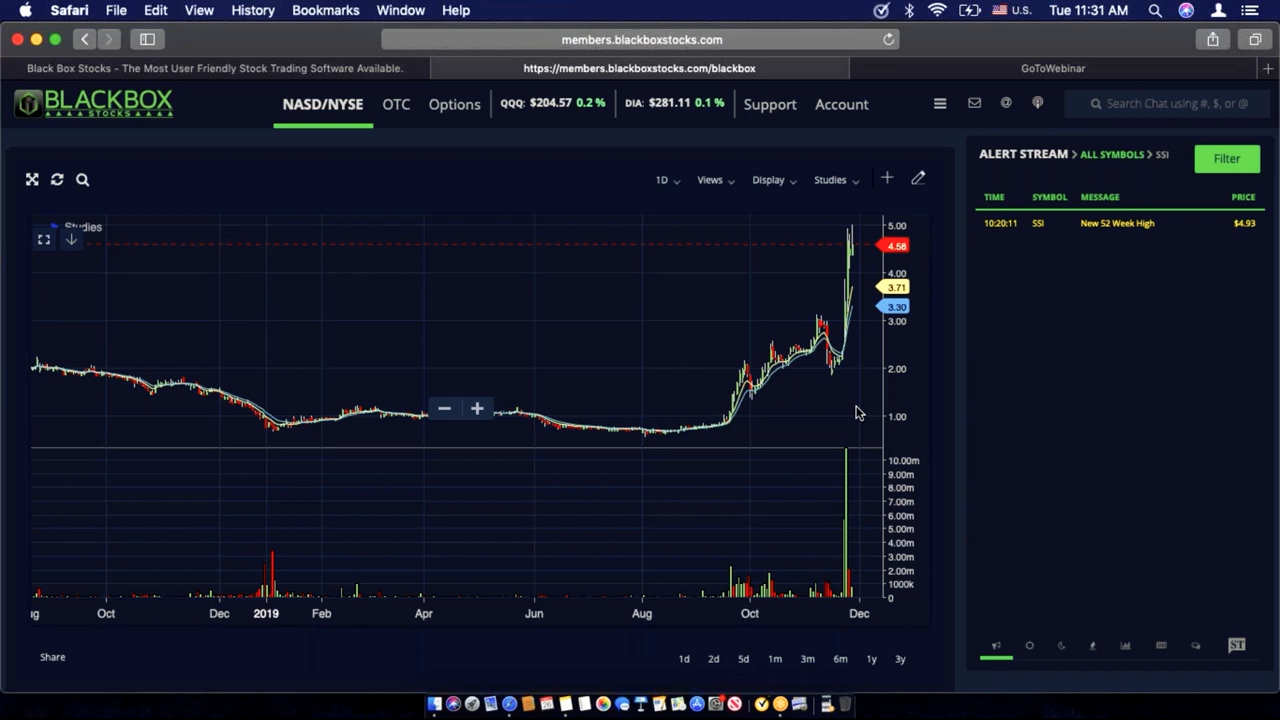 Safari File Edit View History Bookmarks Window Help U.S. Tue 11:31 AM
members.blackboxstocks.com
Black Box Stocks - The Most User Friendly Stock Trading Software Available. https://members.blackboxstocks.com/blackbox GoToWebinar
BLACKBOX STOCKS NASD/NYSE OTC Options QQQ: $204.57 0.2 % DIA: $281.11 0.1 % Support Account Search Chat using #, $, or @
ALERT STREAM > ALL SYMBOLS > SSI Filter
1D Views Display Studies
TIME SYMBOL MESSAGE PRICE
10:20:11 SSI New 52 Week High $4.93
Studies
5.00
4.58
4.00
3.71
3.30
3.00
2.00
1.00
10.00m
9.00m
8.00m
7.00m
6.00m
5.00m
4.00m
3.00m
2.00m
1000k
0
ug Oct Dec 2019 Feb Apr Jun Aug Oct Dec
Share 1d 2d 5d 1m 3m 6m 1y 3y
ST